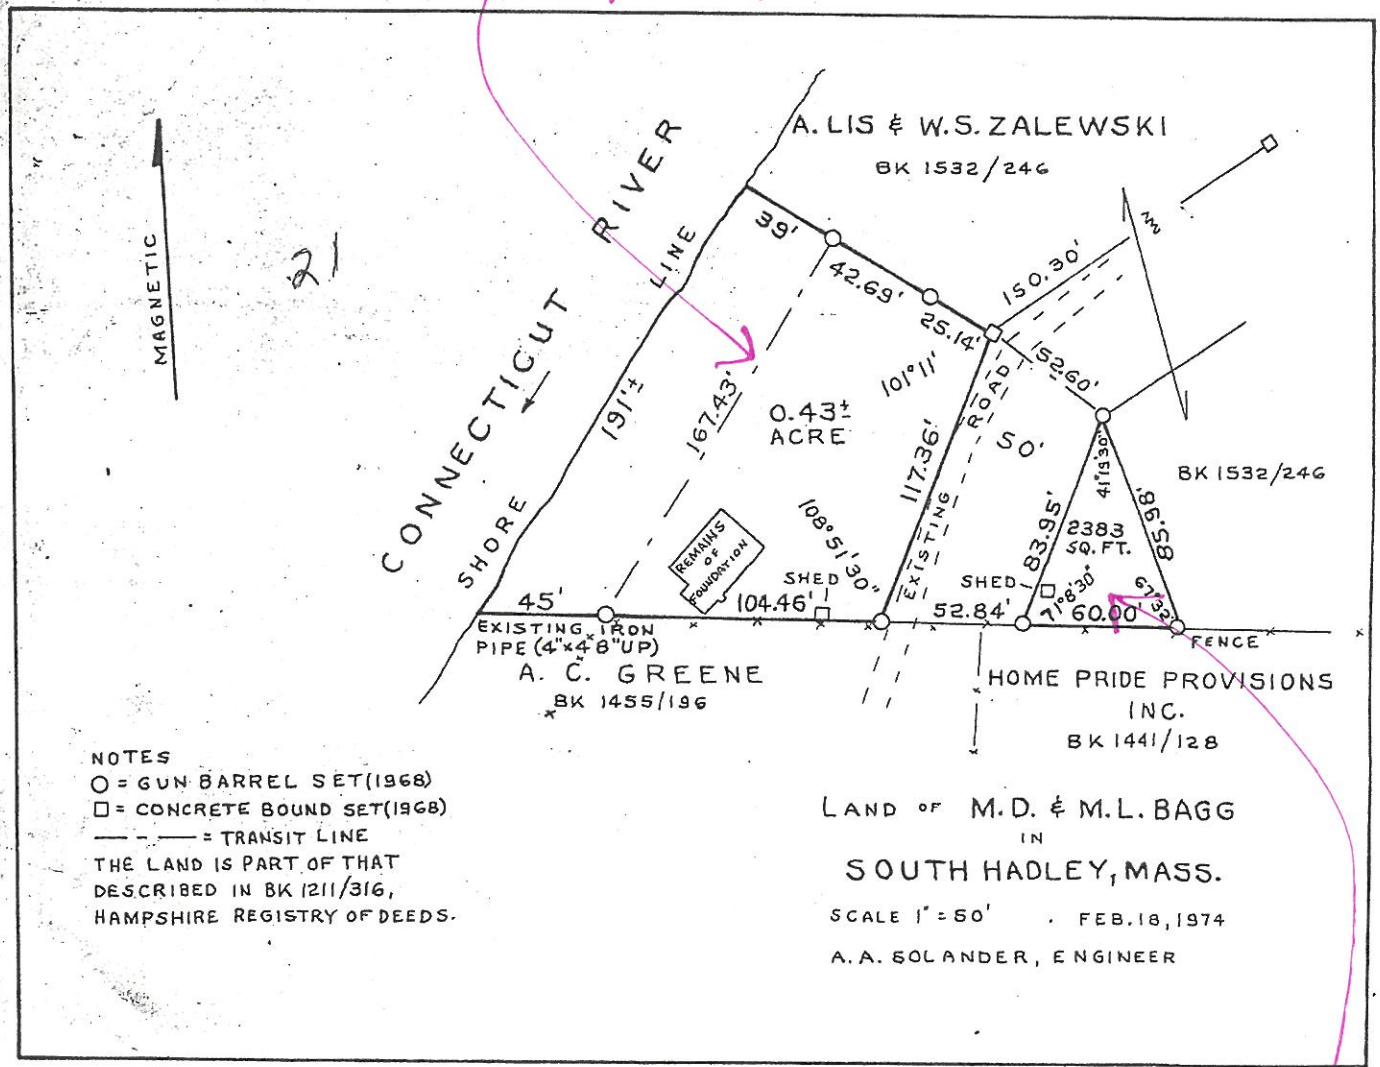 A. LIS & W.S. ZALEWSKI
BK 1532/246
MAGNETIC
21
CONNECTICUT RIVER
SHORE LINE
191'±
39'
42.69'
25.14'
150.30'
152.60'
101°11'
167.43'
0.43±
ACRE
117.36'
EXISTING ROAD
50'
BK 1532/246
41°19'30"
83.95'
85.98'
2383
SQ. FT.
REMAINS
OF
FOUNDATION
108°51'30"
SHED
SHED
71°8'30"
67°32'
45'
104.46'
52.84'
60.00'
EXISTING IRON
PIPE (4"x4'8"UP)
FENCE
A. C. GREENE
BK 1455/196
HOME PRIDE PROVISIONS
INC.
BK 1441/128
NOTES
O = GUN BARREL SET(1968)
□ = CONCRETE BOUND SET(1968)
— - — = TRANSIT LINE
THE LAND IS PART OF THAT
DESCRIBED IN BK 1211/316,
HAMPSHIRE REGISTRY OF DEEDS.
LAND OF M.D. & M.L. BAGG
IN
SOUTH HADLEY, MASS.
SCALE 1" = 50' . FEB. 18, 1974
A. A. SOLANDER, ENGINEER